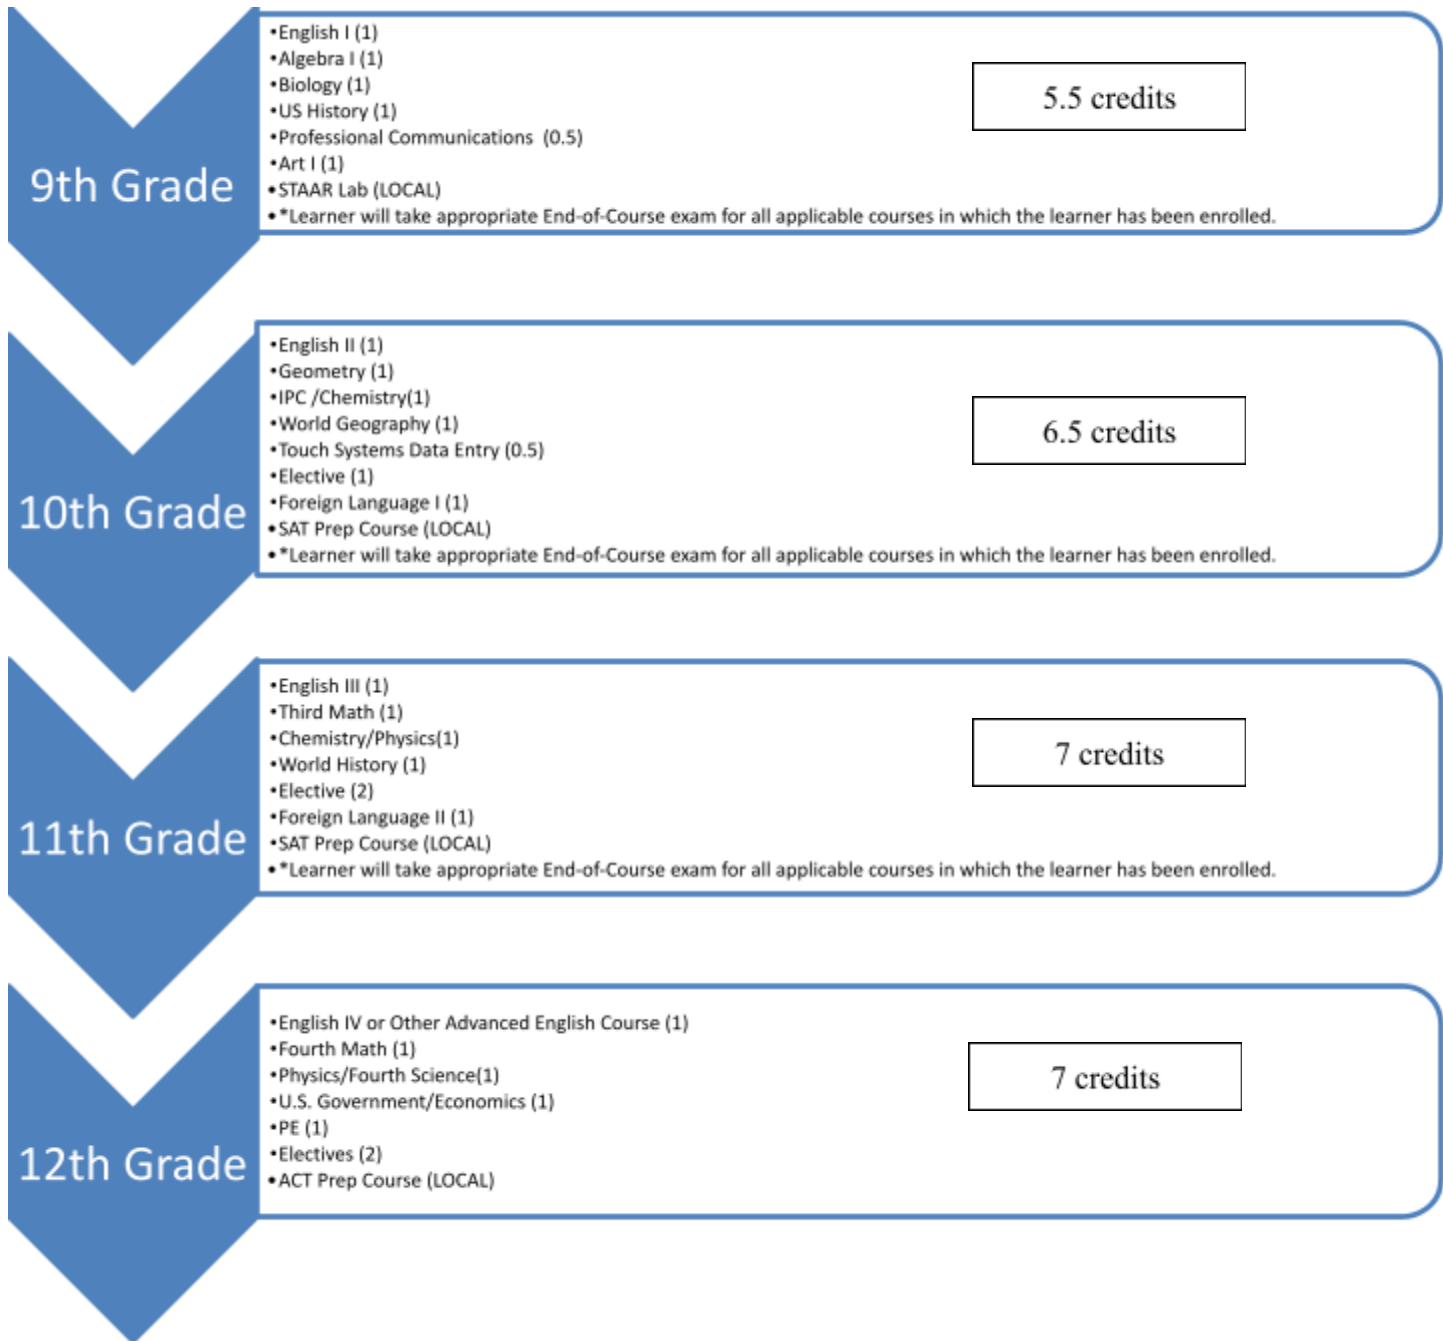 9th Grade
•English I (1)
•Algebra I (1)
•Biology (1)
•US History (1)
•Professional Communications  (0.5)
•Art I (1)
•STAAR Lab (LOCAL)
•*Learner will take appropriate End-of-Course exam for all applicable courses in which the learner has been enrolled.
5.5 credits
10th Grade
•English II (1)
•Geometry (1)
•IPC /Chemistry(1)
•World Geography (1)
•Touch Systems Data Entry (0.5)
•Elective (1)
•Foreign Language I (1)
•SAT Prep Course (LOCAL)
•*Learner will take appropriate End-of-Course exam for all applicable courses in which the learner has been enrolled.
6.5 credits
11th Grade
•English III (1)
•Third Math (1)
•Chemistry/Physics(1)
•World History (1)
•Elective (2)
•Foreign Language II (1)
•SAT Prep Course (LOCAL)
•*Learner will take appropriate End-of-Course exam for all applicable courses in which the learner has been enrolled.
7 credits
12th Grade
•English IV or Other Advanced English Course (1)
•Fourth Math (1)
•Physics/Fourth Science(1)
•U.S. Government/Economics (1)
•PE (1)
•Electives (2)
•ACT Prep Course (LOCAL)
7 credits